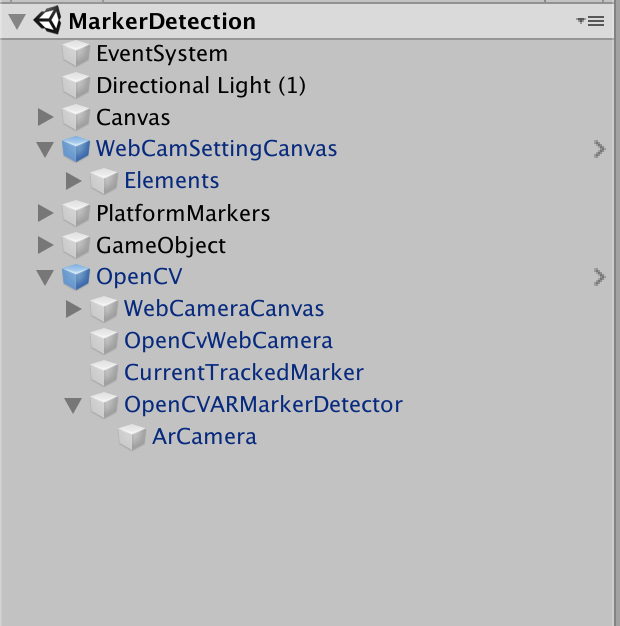 MarkerDetection
EventSystem
Directional Light (1)
Canvas
WebCamSettingCanvas
Elements
PlatformMarkers
GameObject
OpenCV
WebCameraCanvas
OpenCvWebCamera
CurrentTrackedMarker
OpenCVARMarkerDetector
ArCamera